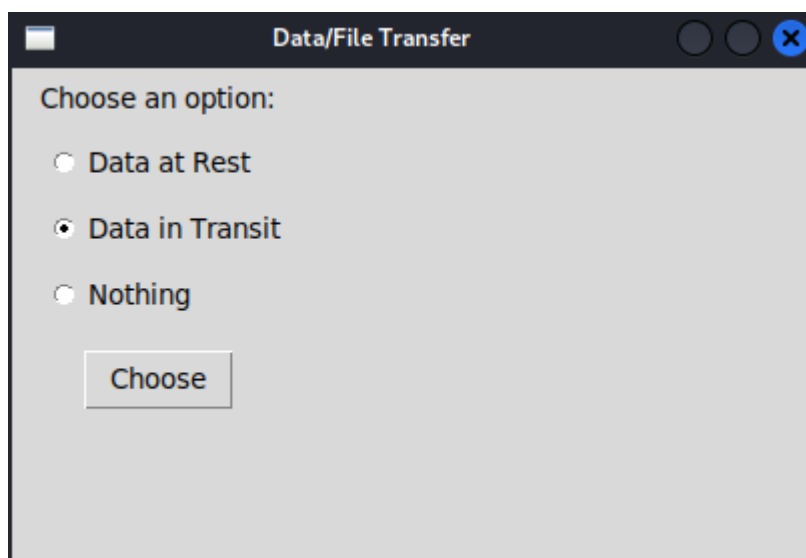 Data/File Transfer
Choose an option:
Data at Rest
Data in Transit
Nothing
Choose